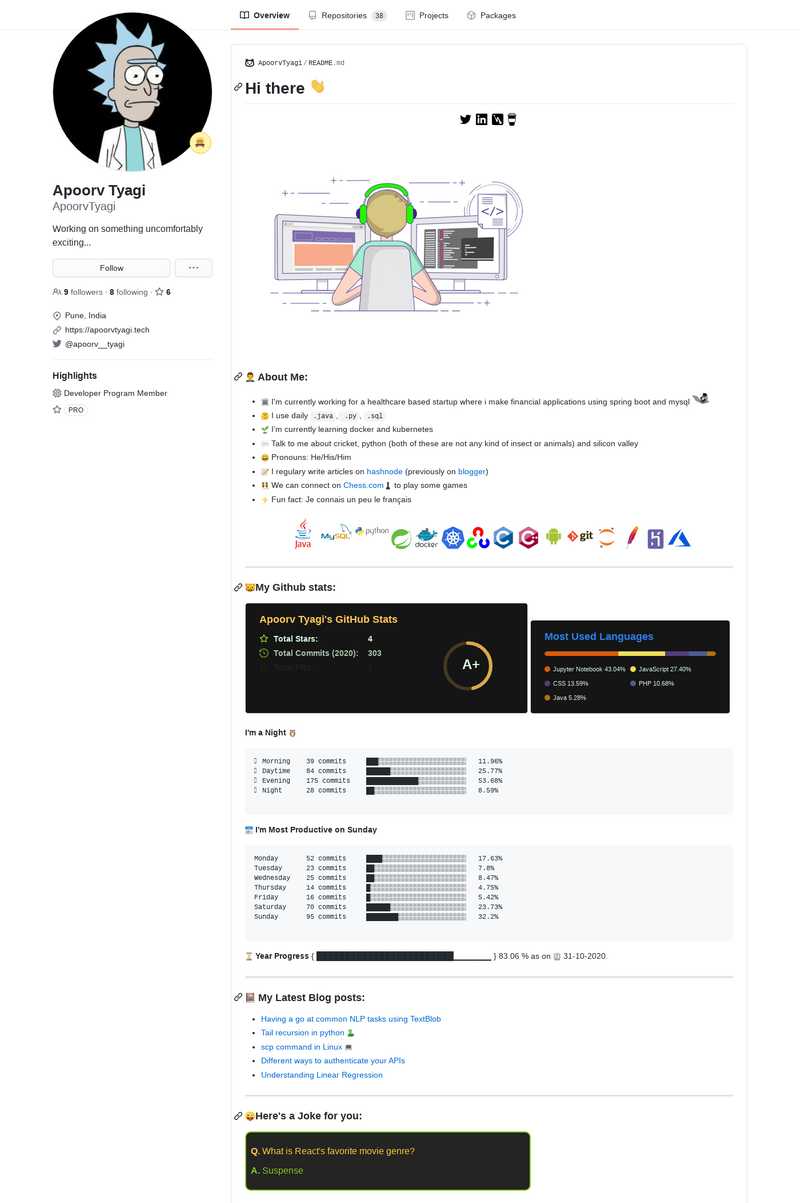 Overview
Repositories 38
Projects
Packages
Apoorv Tyagi
ApoorvTyagi
Working on something uncomfortably
exciting...
Follow
9 followers · 8 following · 6
Pune, India
https://apoorvtyagi.tech
@apoorv__tyagi
Highlights
Developer Program Member
PRO
ApoorvTyagi / README.md
Hi there 👋
</>
About Me:
I'm currently working for a healthcare based startup where i make financial applications using spring boot and mysql
I use daily .java , .py , .sql
I'm currently learning docker and kubernetes
Talk to me about cricket, python (both of these are not any kind of insect or animals) and silicon valley
Pronouns: He/His/Him
I regulary write articles on hashnode (previously on blogger)
We can connect on Chess.com to play some games
Fun fact: Je connais un peu le français
Java MySQL python docker git
My Github stats:
Apoorv Tyagi's GitHub Stats
Total Stars: 4
Total Commits (2020): 303
A+
Most Used Languages
Jupyter Notebook 43.04% JavaScript 27.40%
CSS 13.59% PHP 10.68%
Java 5.28%
I'm a Night 🦉
Morning 39 commits 11.96%
Daytime 84 commits 25.77%
Evening 175 commits 53.68%
Night 28 commits 8.59%
I'm Most Productive on Sunday
Monday 52 commits 17.63%
Tuesday 23 commits 7.8%
Wednesday 25 commits 8.47%
Thursday 14 commits 4.75%
Friday 16 commits 5.42%
Saturday 70 commits 23.73%
Sunday 95 commits 32.2%
⏳ Year Progress { } 83.06 % as on 31-10-2020
My Latest Blog posts:
Having a go at common NLP tasks using TextBlob
Tail recursion in python
scp command in Linux
Different ways to authenticate your APIs
Understanding Linear Regression
Here's a Joke for you:
Q. What is React's favorite movie genre?
A. Suspense